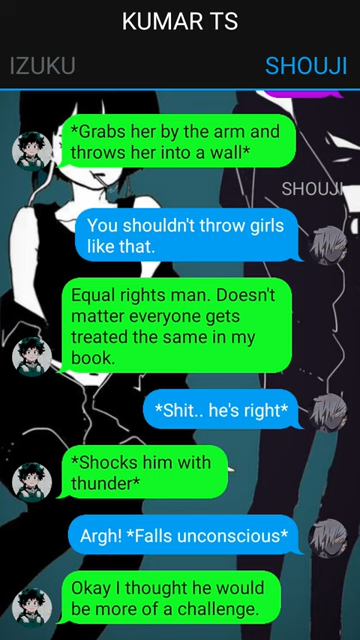 KUMAR TS
IZUKU
SHOUJI
*Grabs her by the arm and
throws her into a wall*
SHOUJI
You shouldn't throw girls
like that.
Equal rights man. Doesn't
matter everyone gets
treated the same in my
book.
*Shit.. he's right*
*Shocks him with
thunder*
Argh! *Falls unconscious*
Okay I thought he would
be more of a challenge.